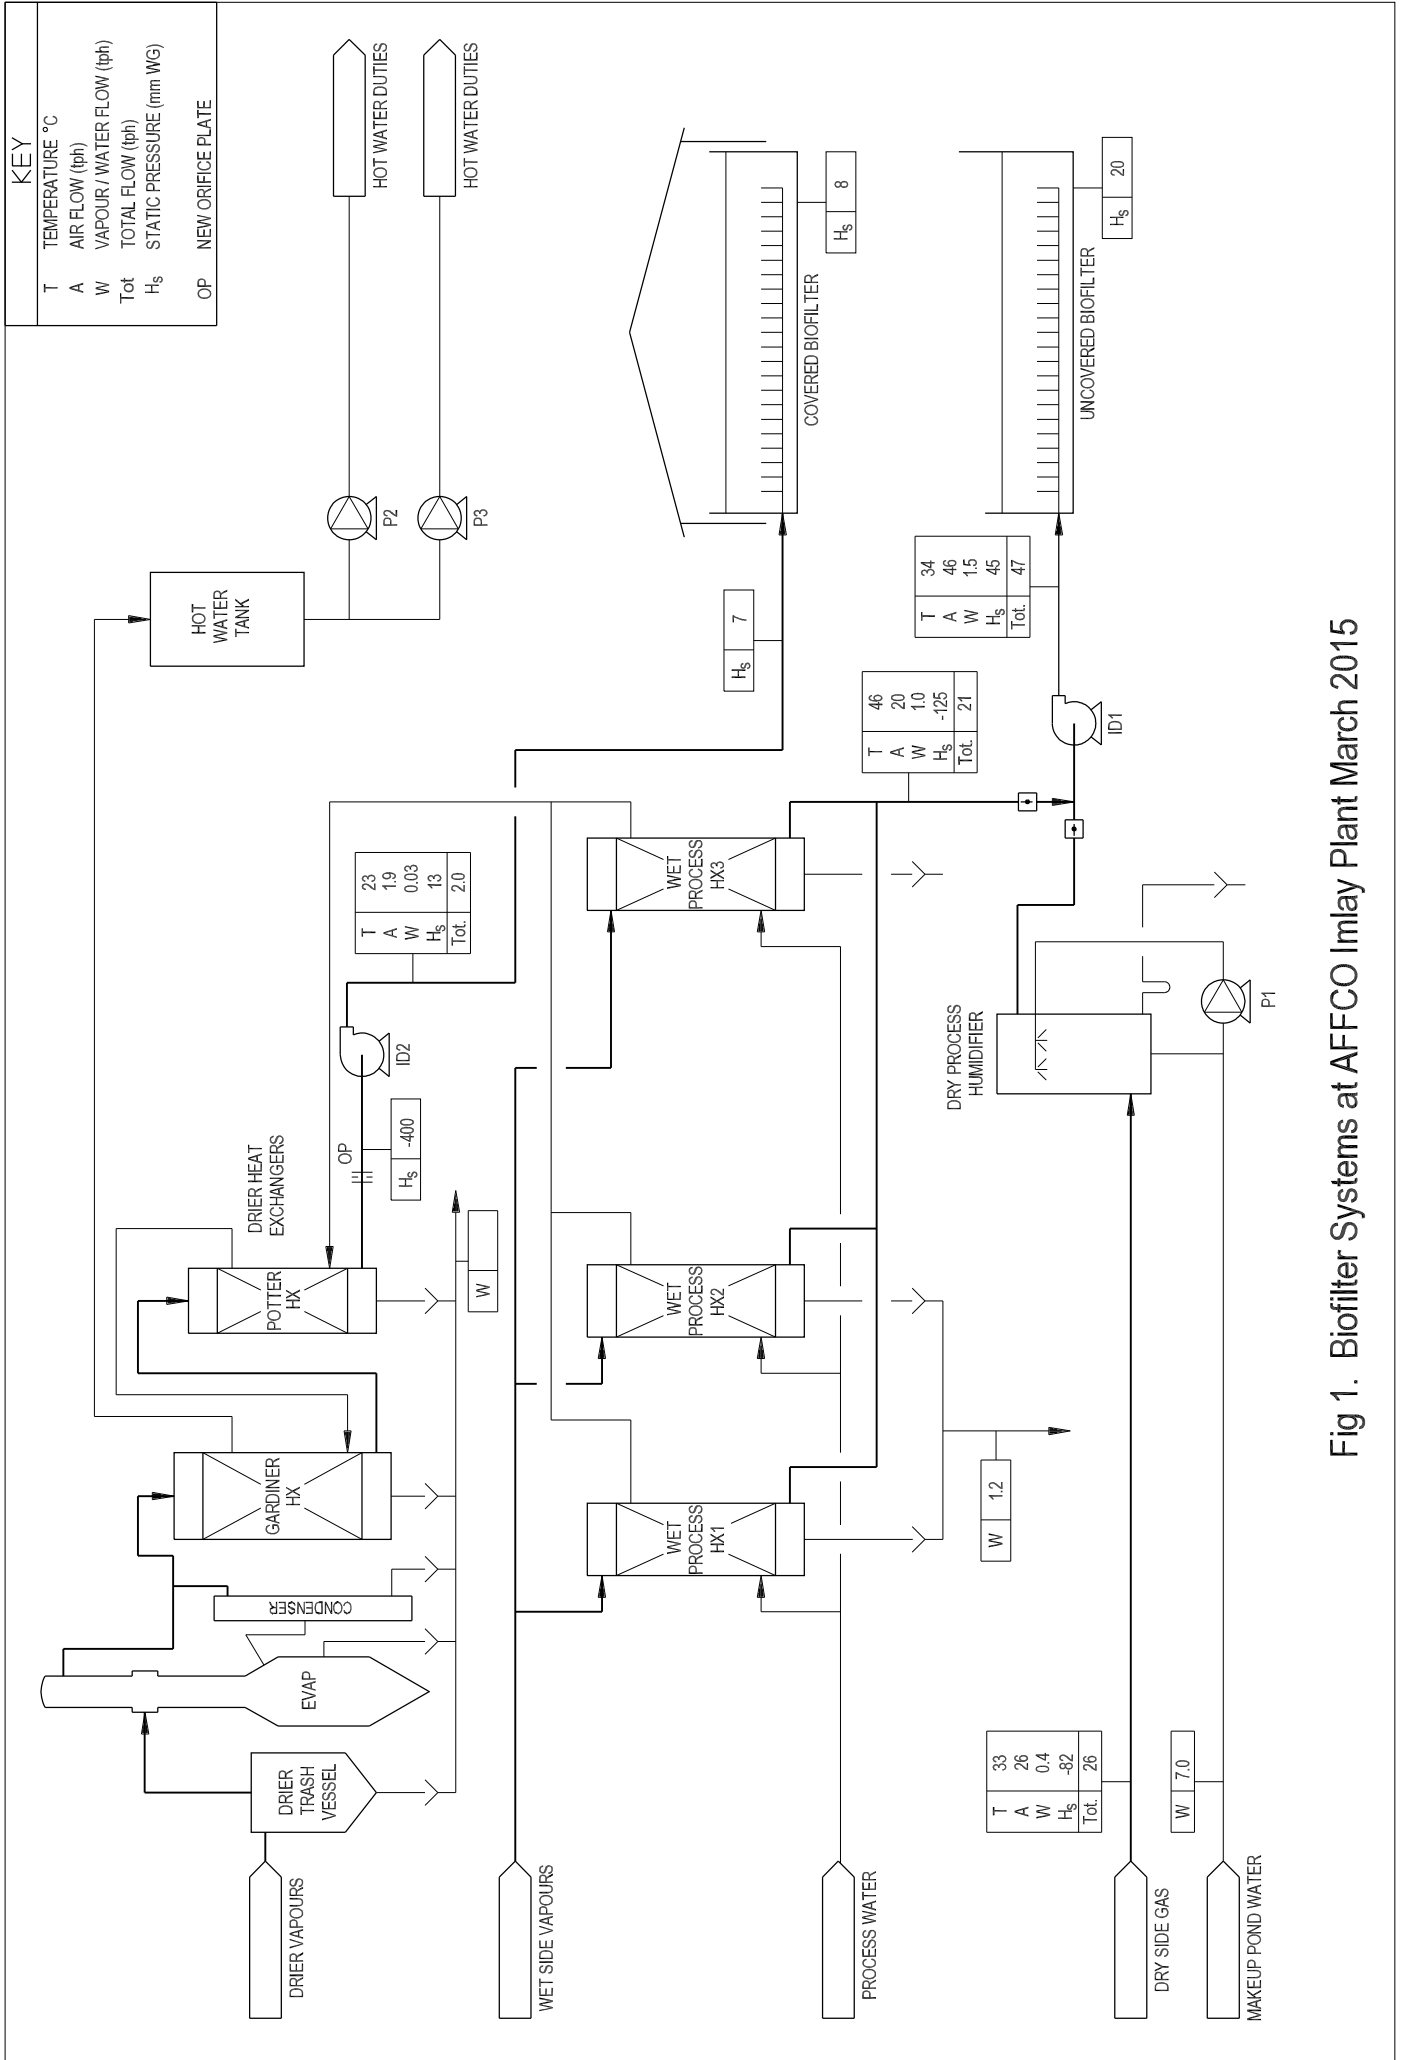 KEY
T TEMPERATURE °C
A AIR FLOW (tph)
W VAPOUR / WATER FLOW (tph)
Tot TOTAL FLOW (tph)
Hs STATIC PRESSURE (mm WG)
OP NEW ORIFICE PLATE
HOT WATER DUTIES
HOT WATER DUTIES
P2
P3
HOT
WATER
TANK
DRIER VAPOURS
DRIER
TRASH
VESSEL
EVAP
CONDENSER
GARDINER
HX
POTTER
HX
DRIER HEAT
EXCHANGERS
W
OP
Hs -400
ID2
T 23
A 1.9
W 0.03
Hs 13
Tot. 2.0
Hs 7
COVERED BIOFILTER
Hs 8
WET SIDE VAPOURS
WET
PROCESS
HX1
WET
PROCESS
HX2
WET
PROCESS
HX3
PROCESS WATER
W 1.2
T 46
A 20
W 1.0
Hs -125
Tot. 21
T 34
A 46
W 1.5
Hs 45
Tot. 47
UNCOVERED BIOFILTER
Hs 20
ID1
DRY PROCESS
HUMIDIFIER
P1
T 33
A 26
W 0.4
Hs -82
Tot. 26
DRY SIDE GAS
W 7.0
MAKEUP POND WATER
Fig 1. Biofilter Systems at AFFCO Imlay Plant March 2015